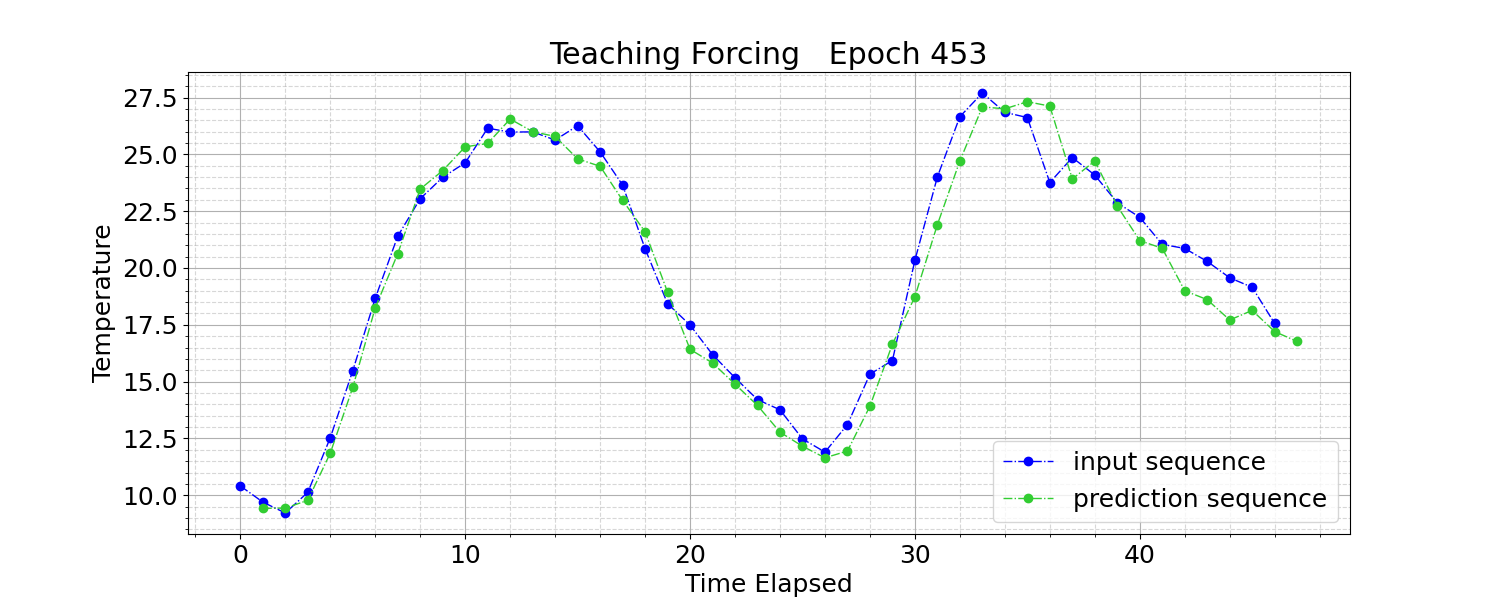 Teaching Forcing   Epoch 453
27.5
25.0
22.5
20.0
17.5
15.0
12.5
10.0
Temperature
input sequence
prediction sequence
0 10 20 30 40
Time Elapsed